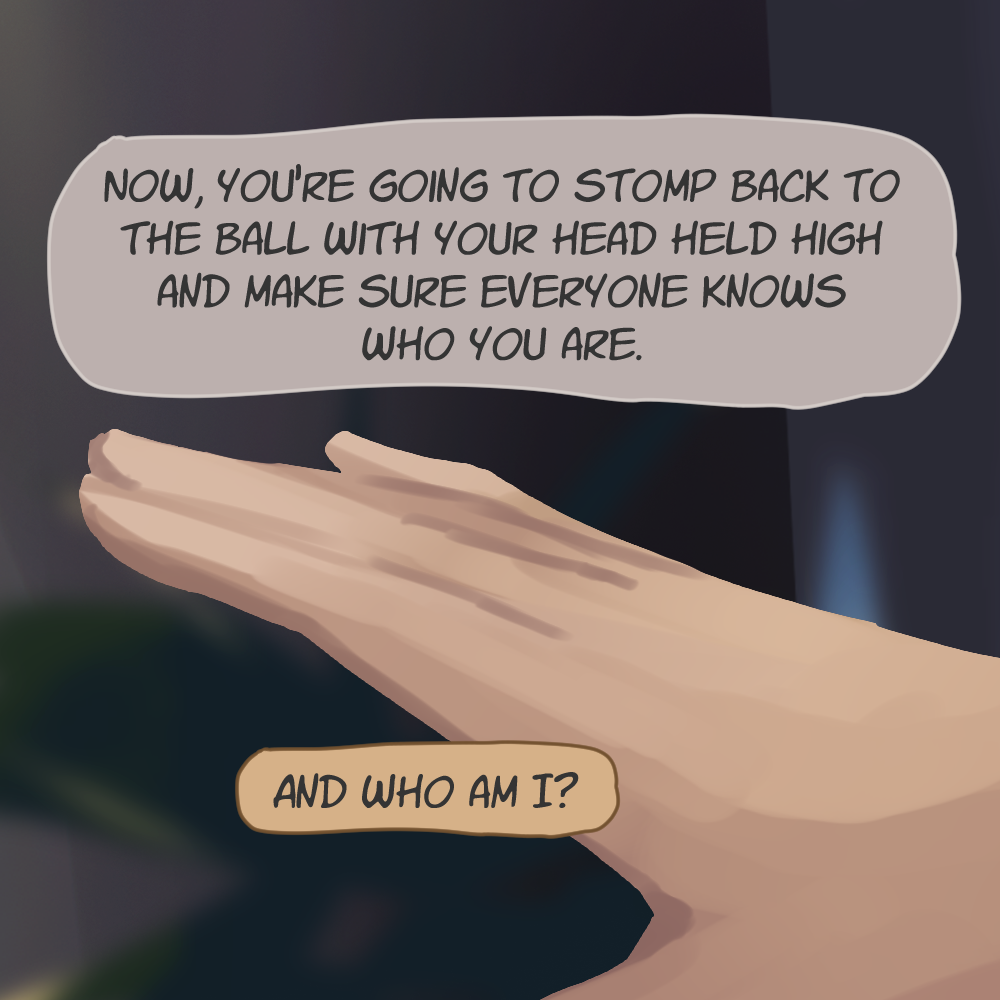 NOW, YOU'RE GOING TO STOMP BACK TO
THE BALL WITH YOUR HEAD HELD HIGH
AND MAKE SURE EVERYONE KNOWS
WHO YOU ARE.
AND WHO AM I?